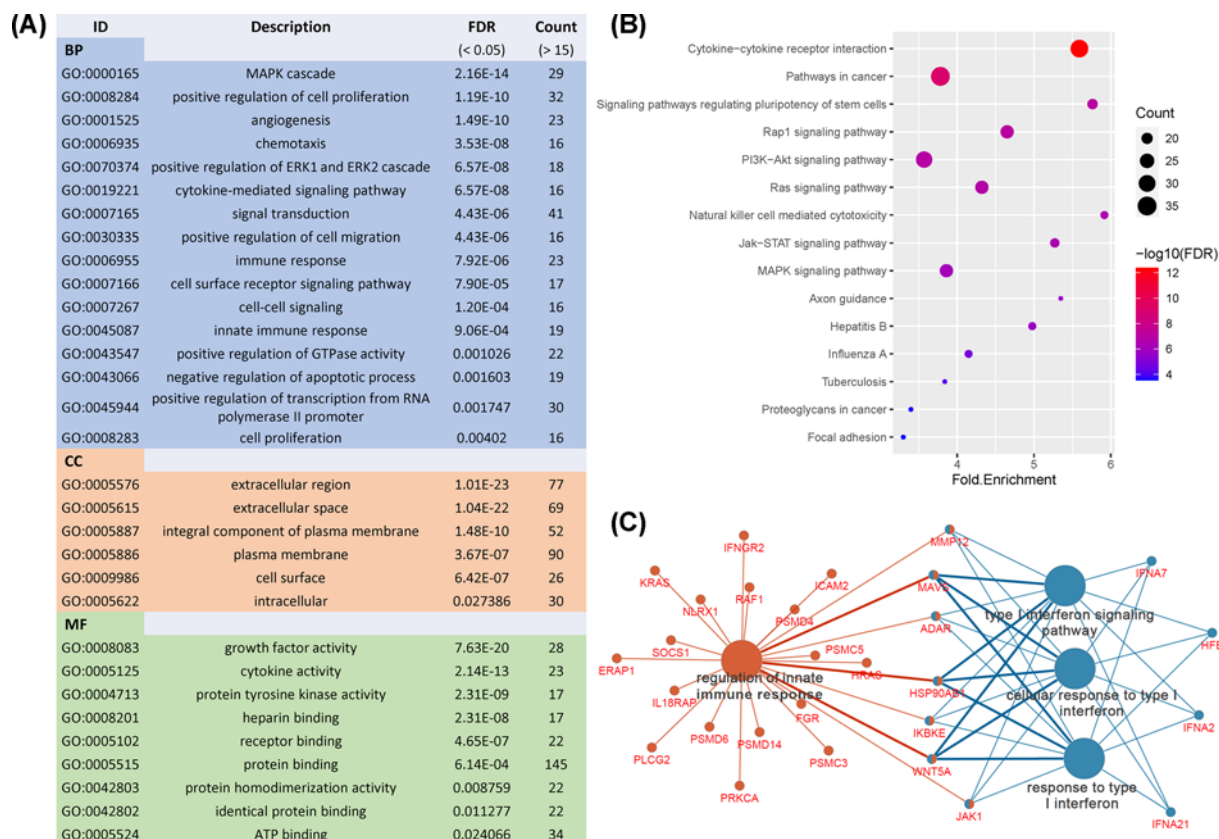 (A)
ID Description FDR Count
BP (< 0.05) (> 15)
GO:0000165 MAPK cascade 2.16E-14 29
GO:0008284 positive regulation of cell proliferation 1.19E-10 32
GO:0001525 angiogenesis 1.49E-10 23
GO:0006935 chemotaxis 3.53E-08 16
GO:0070374 positive regulation of ERK1 and ERK2 cascade 6.57E-08 18
GO:0019221 cytokine-mediated signaling pathway 6.57E-08 16
GO:0007165 signal transduction 4.43E-06 41
GO:0030335 positive regulation of cell migration 4.43E-06 16
GO:0006955 immune response 7.92E-06 23
GO:0007166 cell surface receptor signaling pathway 7.90E-05 17
GO:0007267 cell-cell signaling 1.20E-04 16
GO:0045087 innate immune response 9.06E-04 19
GO:0043547 positive regulation of GTPase activity 0.001026 22
GO:0043066 negative regulation of apoptotic process 0.001603 19
GO:0045944 positive regulation of transcription from RNA
polymerase II promoter 0.001747 30
GO:0008283 cell proliferation 0.00402 16
CC
GO:0005576 extracellular region 1.01E-23 77
GO:0005615 extracellular space 1.04E-22 69
GO:0005887 integral component of plasma membrane 1.48E-10 52
GO:0005886 plasma membrane 3.67E-07 90
GO:0009986 cell surface 6.42E-07 26
GO:0005622 intracellular 0.027386 30
MF
GO:0008083 growth factor activity 7.63E-20 28
GO:0005125 cytokine activity 2.14E-13 23
GO:0004713 protein tyrosine kinase activity 2.31E-09 17
GO:0008201 heparin binding 2.31E-08 17
GO:0005102 receptor binding 4.65E-07 22
GO:0005515 protein binding 6.14E-04 145
GO:0042803 protein homodimerization activity 0.008759 22
GO:0042802 identical protein binding 0.011277 22
GO:0005524 ATP binding 0.024066 34
(B)
Cytokine−cytokine receptor interaction
Pathways in cancer
Signaling pathways regulating pluripotency of stem cells
Rap1 signaling pathway
PI3K−Akt signaling pathway
Ras signaling pathway
Natural killer cell mediated cytotoxicity
Jak−STAT signaling pathway
MAPK signaling pathway
Axon guidance
Hepatitis B
Influenza A
Tuberculosis
Proteoglycans in cancer
Focal adhesion
4 5 6
Fold.Enrichment
Count
20
25
30
35
−log10(FDR)
12
10
8
6
4
(C)
IFNGR2
KRAS
RAF1
ICAM2
NLRX1
PSMD4
SOCS1
PSMC5
ERAP1
HRAS
regulation of innate
immune response
IL18RAP
FGR
PSMD6
PSMD14
PLCG2
PSMC3
PRKCA
MMP12
MAVS
ADAR
HSP90AB1
IKBKE
WNT5A
JAK1
type I interferon signaling
pathway
cellular response to type I
interferon
response to type
I interferon
IFNA7
HFE
IFNA2
IFNA21